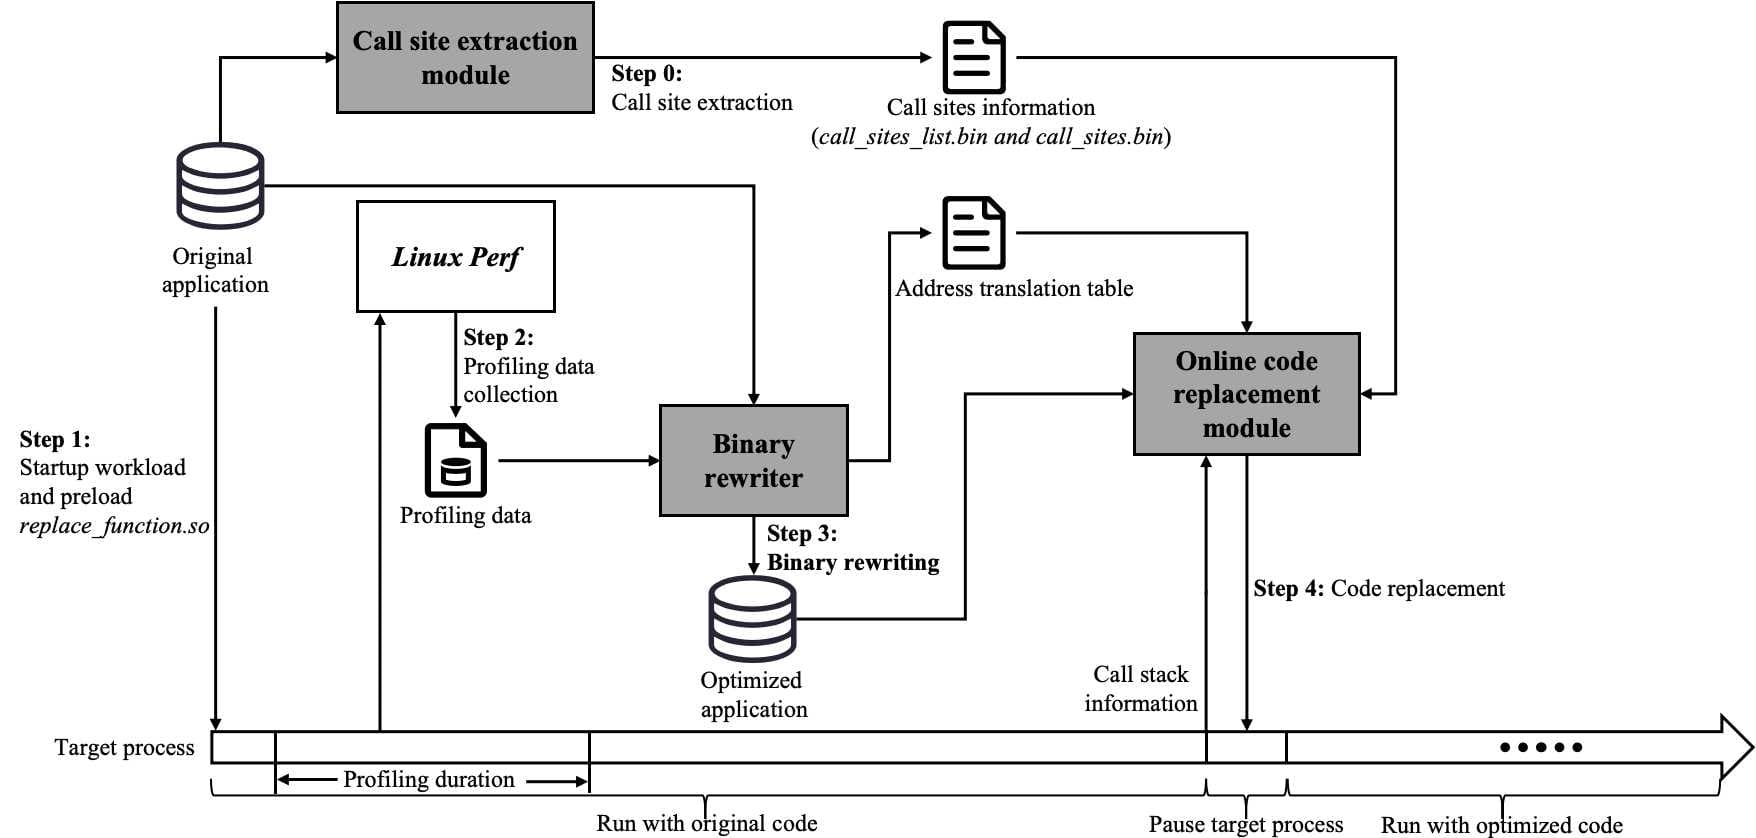 Call site extraction
module
Step 0:
Call site extraction
Call sites information
(call_sites_list.bin and call_sites.bin)
Original
application
Linux Perf
Step 2:
Profiling data
collection
Address translation table
Online code
replacement
module
Step 1:
Startup workload
and preload
replace_function.so
Profiling data
Binary
rewriter
Step 3:
Binary rewriting
Optimized
application
Step 4: Code replacement
Call stack
information
Target process
Profiling duration
Run with original code
Pause target process
Run with optimized code